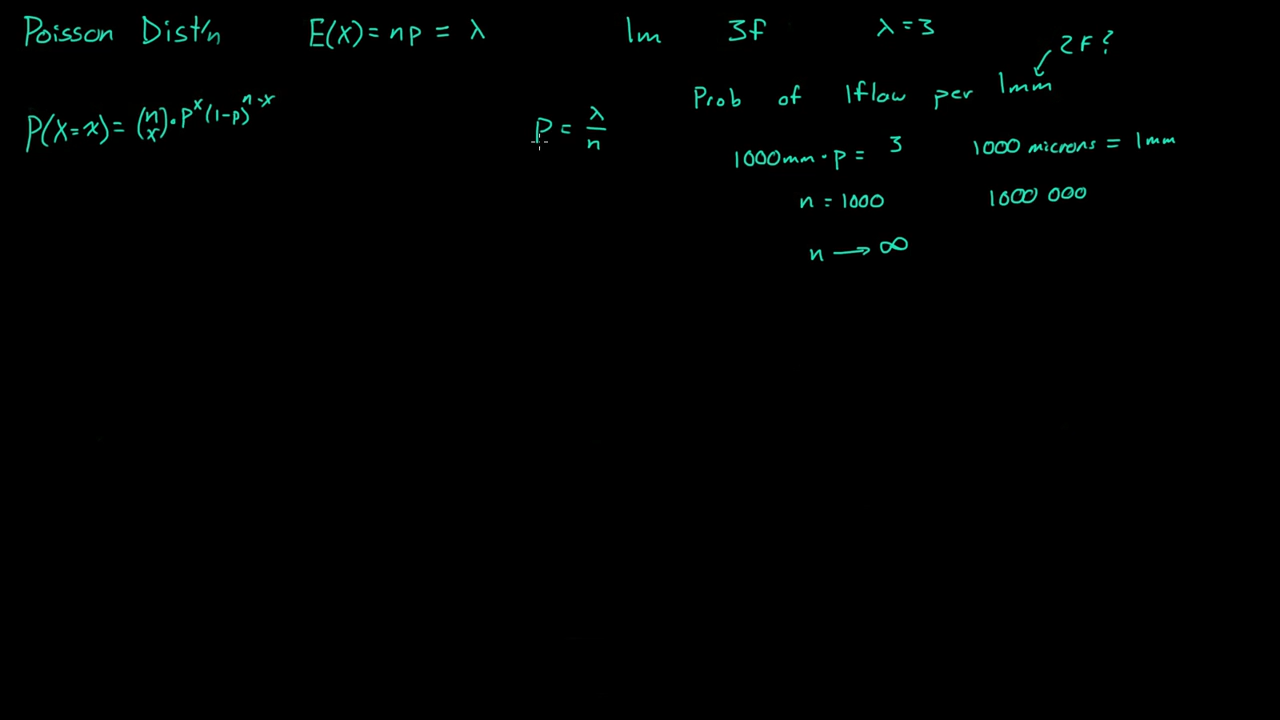 Poisson Dist'n E(X) = np = λ 1m 3f λ = 3
2F?
Prob of 1flow per 1mm
P(X=x) = (n x) · p^x (1-p)^n-x p = λ/n
1000mm · p = 3 1000 microns = 1mm
n = 1000 1000 000
n → ∞